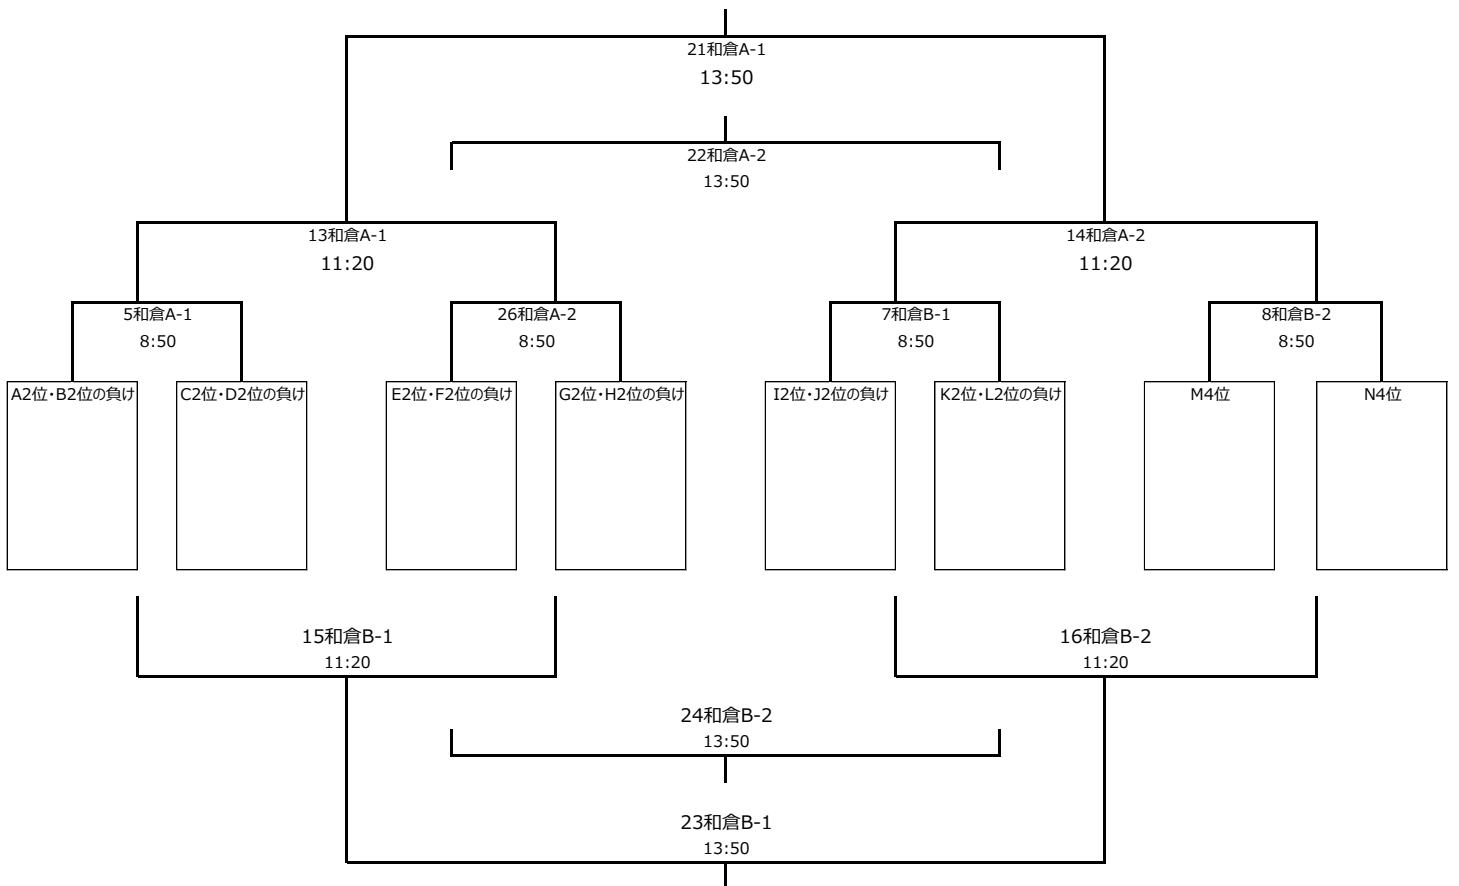 21和倉A-1
13:50
22和倉A-2
13:50
13和倉A-1
14和倉A-2
11:20
11:20
5和倉A-1
26和倉A-2
7和倉B-1
8和倉B-2
8:50
8:50
8:50
8:50
A2位・B2位の負け
C2位・D2位の負け
E2位・F2位の負け
G2位・H2位の負け
I2位・J2位の負け
K2位・L2位の負け
M4位
N4位
15和倉B-1
16和倉B-2
11:20
11:20
24和倉B-2
13:50
23和倉B-1
13:50